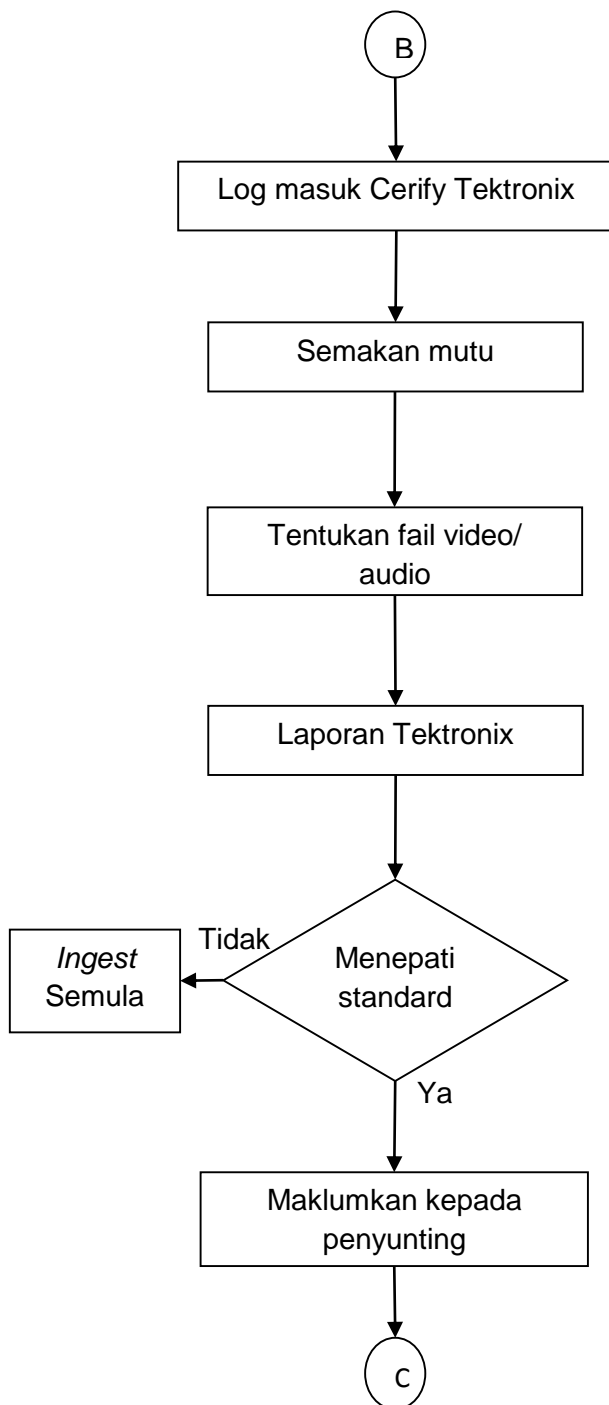 B
Log masuk Cerify Tektronix
Semakan mutu
Tentukan fail video/
audio
Laporan Tektronix
Menepati
standard
Tidak
Ingest
Semula
Ya
Maklumkan kepada
penyunting
C